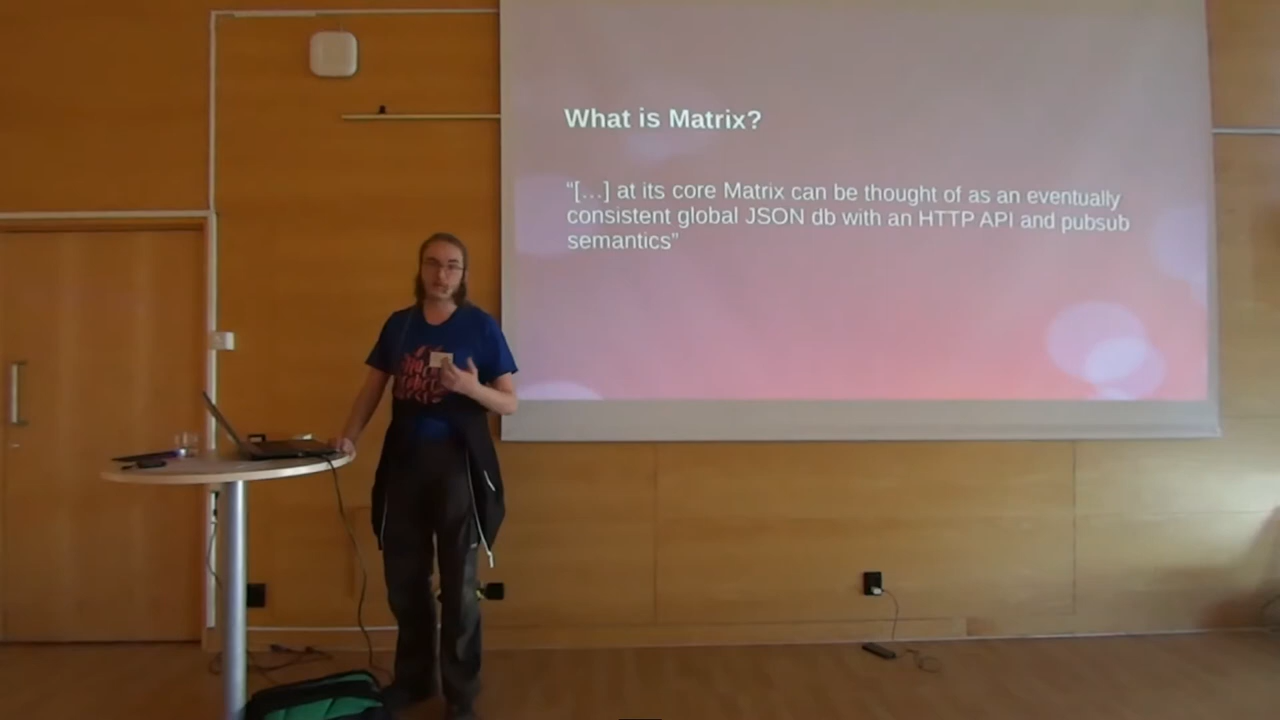 What is Matrix?
“[…] at its core Matrix can be thought of as an eventually
consistent global JSON db with an HTTP API and pubsub
semantics”